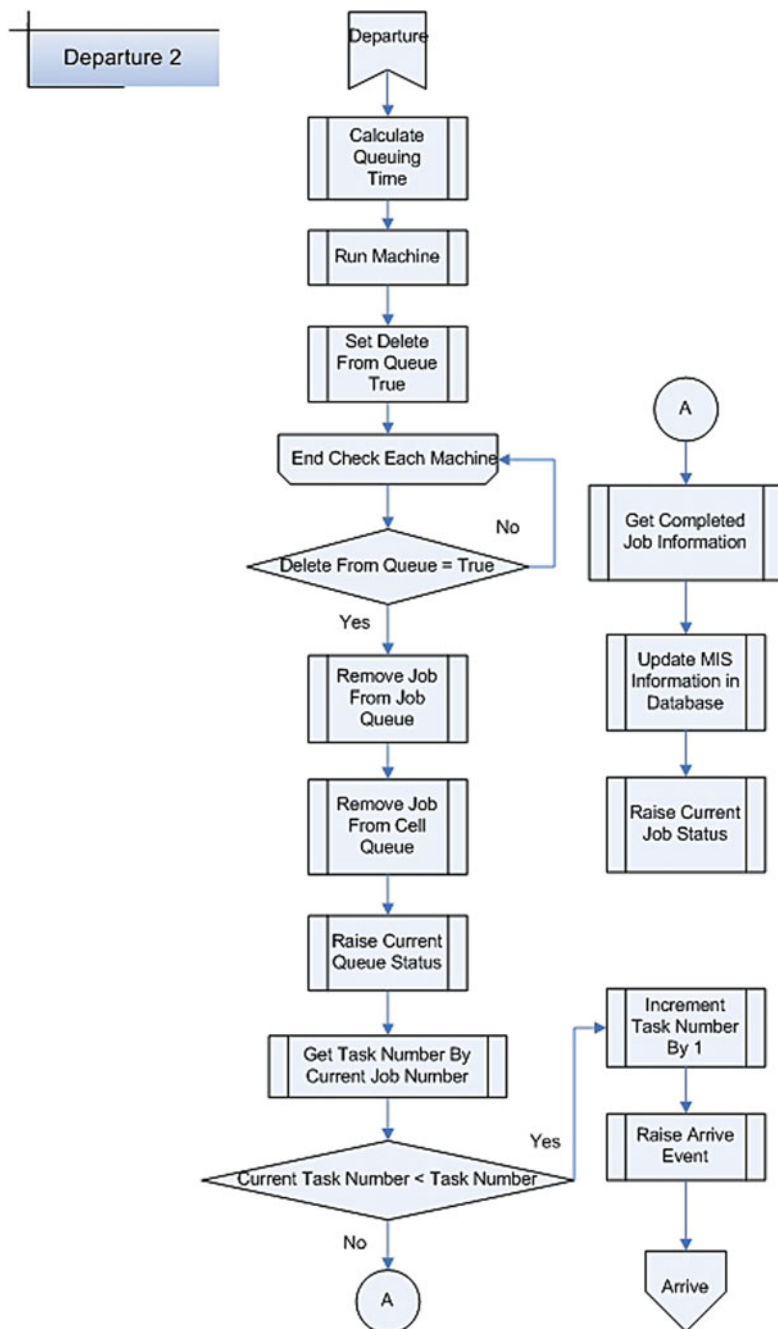 Departure 2
Departure
Calculate
Queuing
Time
Run Machine
Set Delete
From Queue
True
End Check Each Machine
No
Delete From Queue = True
Yes
Remove Job
From Job
Queue
Remove Job
From Cell
Queue
Raise Current
Queue Status
Get Task Number By
Current Job Number
Yes
Current Task Number < Task Number
No
A
A
Get Completed
Job Information
Update MIS
Information in
Database
Raise Current
Job Status
Increment
Task Number
By 1
Raise Arrive
Event
Arrive